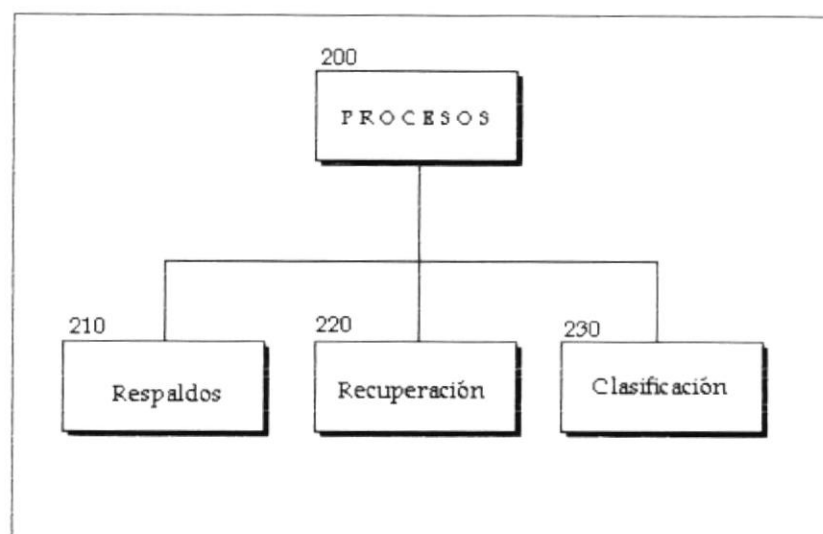 200
PROCESOS
210
Respaldos
220
Recuperación
230
Clasificación